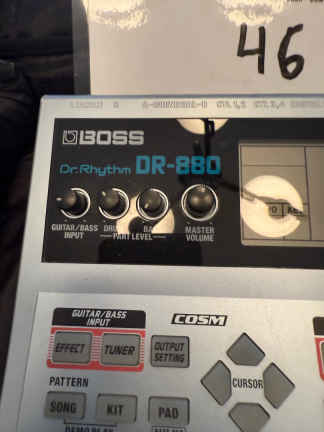 46
BOSS
Dr.Rhythm DR-880
GUITAR/BASS
INPUT
MASTER
VOLUME
PART LEVEL
GUITAR/BASS
INPUT
COSM
EFFECT
TUNER
OUTPUT
SETTING
PATTERN
CURSOR
SONG
KIT
PAD